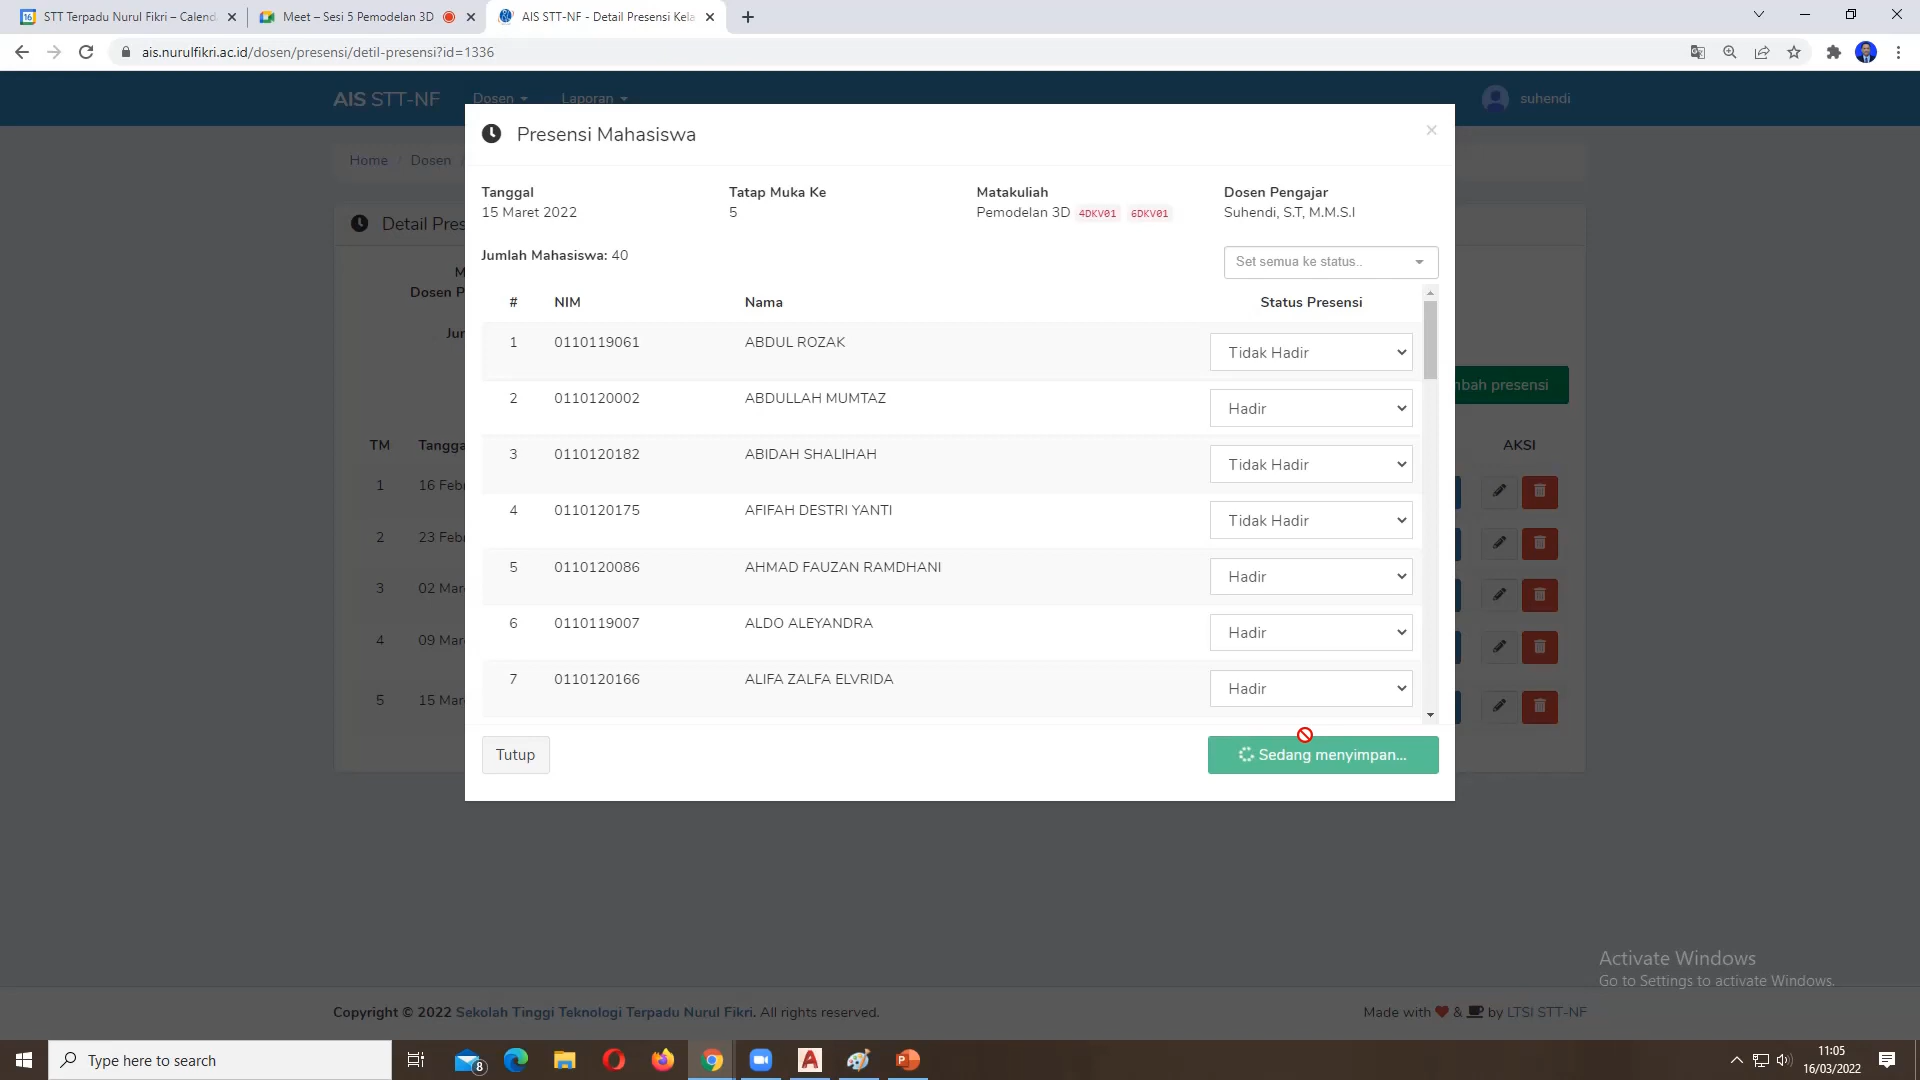 STT Terpadu Nurul Fikri – Calend
Meet – Sesi 5 Pemodelan 3D
AIS STT-NF - Detail Presensi Kela
ais.nurulfikri.ac.id/dosen/presensi/detil-presensi?id=1336
AIS STT-NF Dosen Laporan suhendi
Home / Dosen
Presensi Mahasiswa ×
Tanggal Tatap Muka Ke Matakuliah Dosen Pengajar
15 Maret 2022 5 Pemodelan 3D 4DKV01 6DKV01 Suhendi, S.T, M.M.S.I
Detail Pres
Jumlah Mahasiswa: 40 Set semua ke status..
M
Dosen P
Jur
# NIM Nama Status Presensi
1 0110119061 ABDUL ROZAK Tidak Hadir
2 0110120002 ABDULLAH MUMTAZ Hadir
3 0110120182 ABIDAH SHALIHAH Tidak Hadir
4 0110120175 AFIFAH DESTRI YANTI Tidak Hadir
5 0110120086 AHMAD FAUZAN RAMDHANI Hadir
6 0110119007 ALDO ALEYANDRA Hadir
7 0110120166 ALIFA ZALFA ELVRIDA Hadir
mbah presensi
TM Tangga AKSI
1 16 Febr
2 23 Febr
3 02 Mar
4 09 Mar
5 15 Mar
Tutup Sedang menyimpan...
Activate Windows
Go to Settings to activate Windows.
Copyright © 2022 Sekolah Tinggi Teknologi Terpadu Nurul Fikri. All rights reserved.
Made with ❤ & ☕ by LTSI STT-NF
Type here to search
8
11:05
16/03/2022